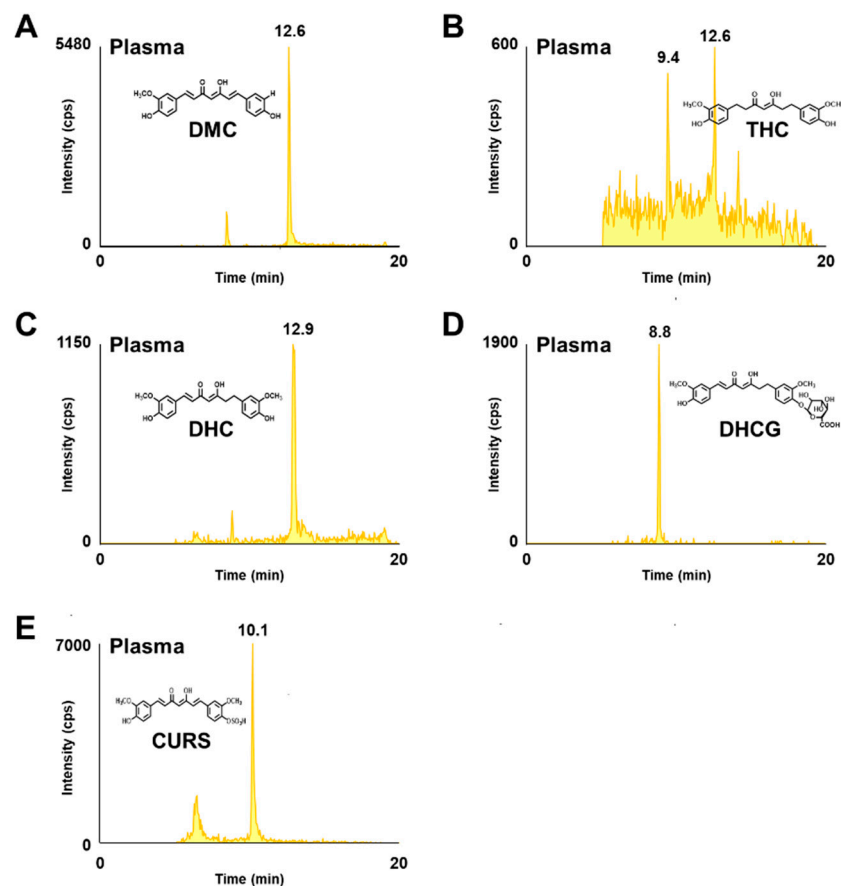 A
Plasma
5480
12.6
H₃CO
O
OH
H
HO
OH
DMC
Intensity (cps)
0
0
20
Time (min)
B
Plasma
600
9.4
12.6
H₃CO
O
OH
OCH
HO
OH
THC
Intensity (cps)
0
0
20
Time (min)
C
Plasma
1150
12.9
H₃CO
O
OH
OCH₃
HO
OH
DHC
Intensity (cps)
0
0
20
Time (min)
D
Plasma
1900
8.8
H₃CO
O
OH
OCH₃
HO
O
HO
OH
HO
O
COOH
DHCG
Intensity (cps)
0
0
20
Time (min)
E
Plasma
7000
10.1
H₃CO
O
OH
OCH₃
HO
OSO₃H
CURS
Intensity (cps)
0
0
20
Time (min)